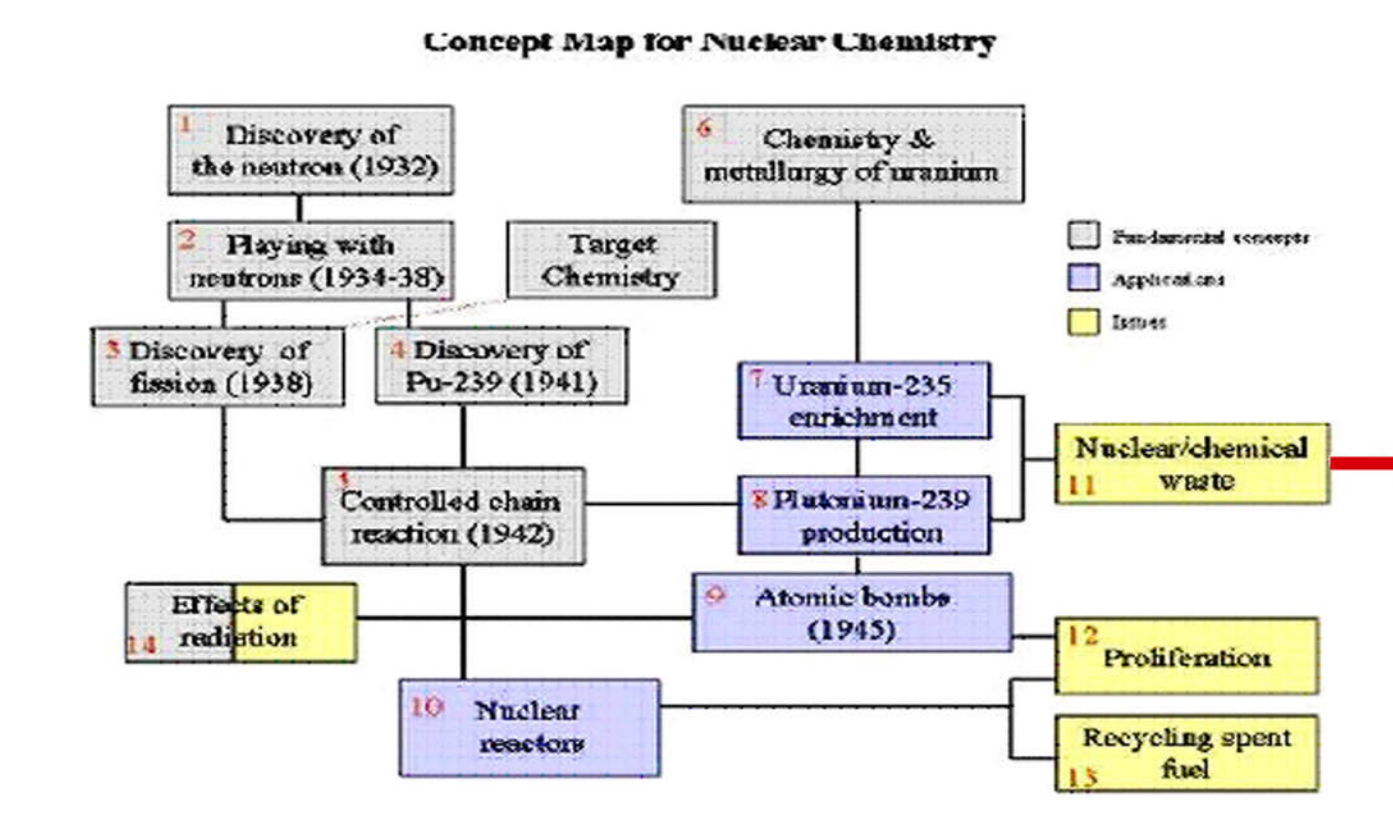 Concept Map for Nuclear Chemistry
1 Discovery of
the neutron (1932)
6 Chemistry &
metallurgy of uranium
2 Playing with
neutrons (1934-38)
Target
Chemistry
Fundamental concepts
Applications
Issues
3 Discovery of
fission (1938)
4 Discovery of
Pu-239 (1941)
7 Uranium-235
enrichment
Nuclear/chemical
11 waste
Controlled chain
reaction (1942)
8 Plutonium-239
production
Effects of
14 radiation
9 Atomic bombs
(1945)
12
Proliferation
10 Nuclear
reactors
Recycling spent
13 fuel